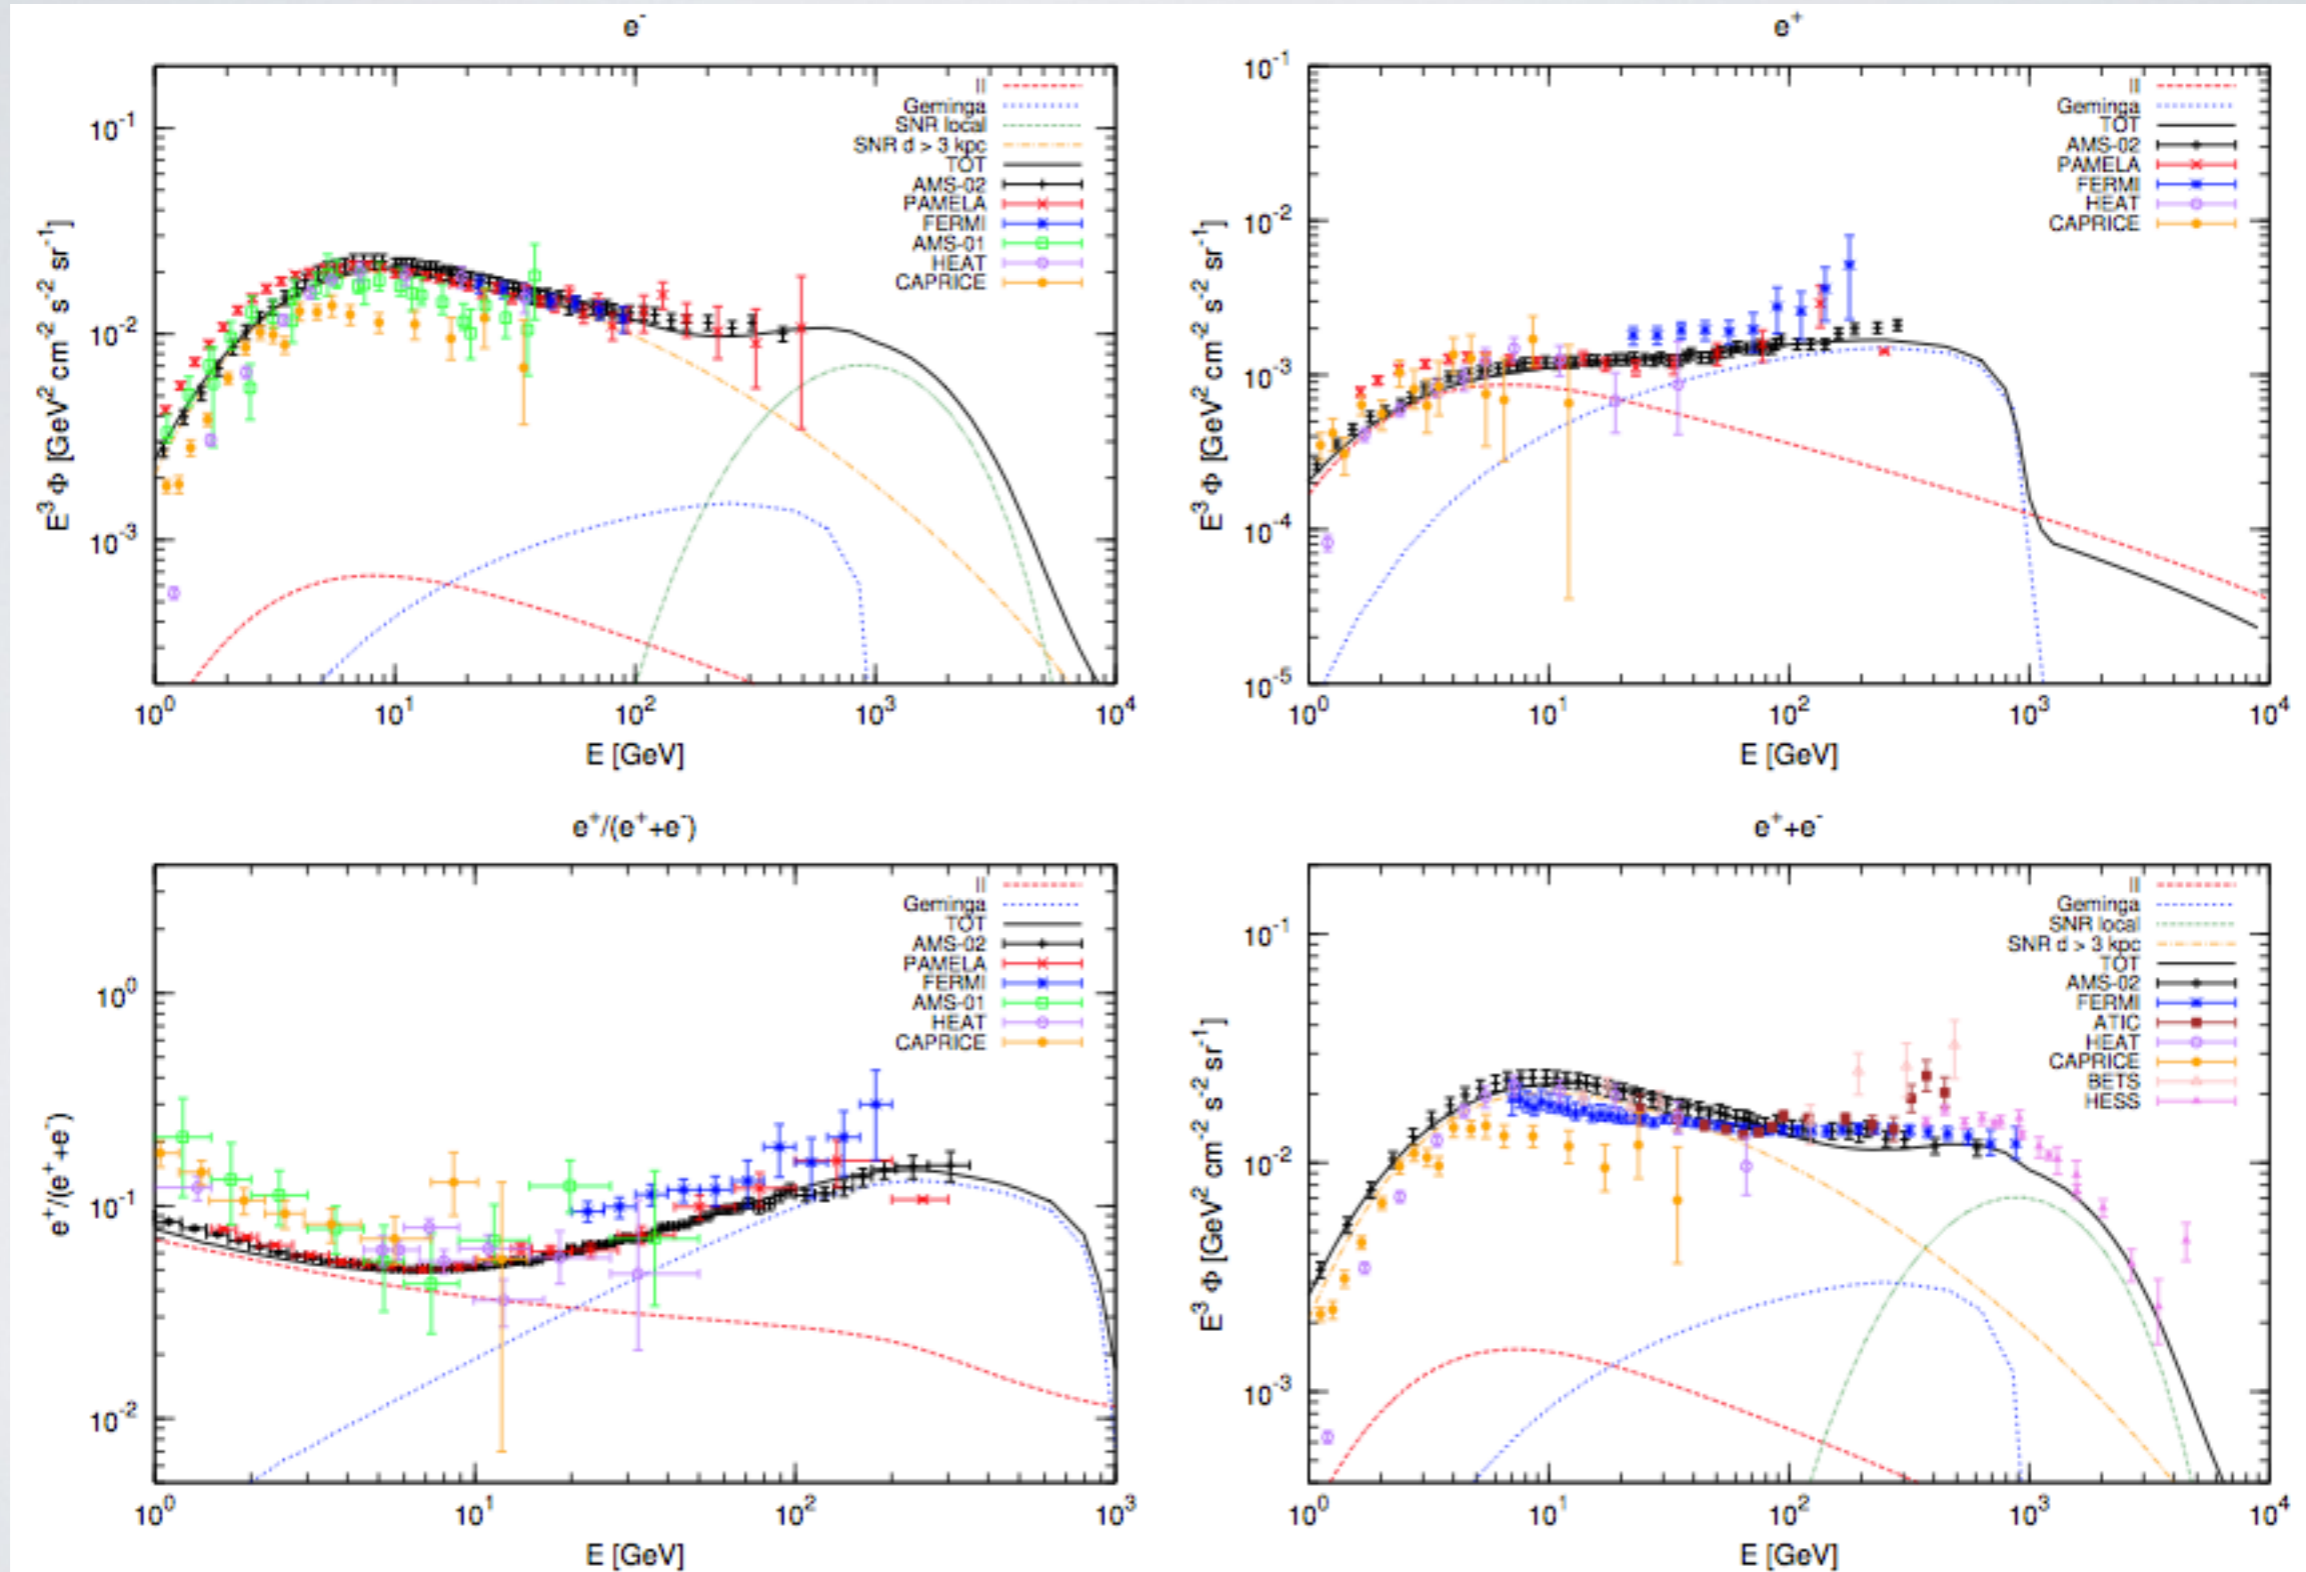 e⁻
10⁻¹
10⁻²
10⁻³
E³ Φ [GeV² cm⁻² s⁻² sr⁻¹]
II
Geminga
SNR local
SNR d > 3 kpc
TOT
AMS-02
PAMELA
FERMI
AMS-01
HEAT
CAPRICE
10⁰ 10¹ 10² 10³ 10⁴
E [GeV]
e⁺
10⁻¹
10⁻²
10⁻³
10⁻⁴
10⁻⁵
E³ Φ [GeV² cm⁻² s⁻² sr⁻¹]
II
Geminga
TOT
AMS-02
PAMELA
FERMI
HEAT
CAPRICE
10⁰ 10¹ 10² 10³ 10⁴
E [GeV]
e⁺/(e⁺+e⁻)
10⁰
10⁻¹
10⁻²
e⁺/(e⁺+e⁻)
II
Geminga
TOT
AMS-02
PAMELA
FERMI
AMS-01
HEAT
CAPRICE
10⁰ 10¹ 10² 10³
E [GeV]
e⁺+e⁻
10⁻¹
10⁻²
10⁻³
E³ Φ [GeV² cm⁻² s⁻² sr⁻¹]
II
Geminga
SNR local
SNR d > 3 kpc
TOT
AMS-02
FERMI
ATIC
HEAT
CAPRICE
BETS
HESS
10⁰ 10¹ 10² 10³ 10⁴
E [GeV]